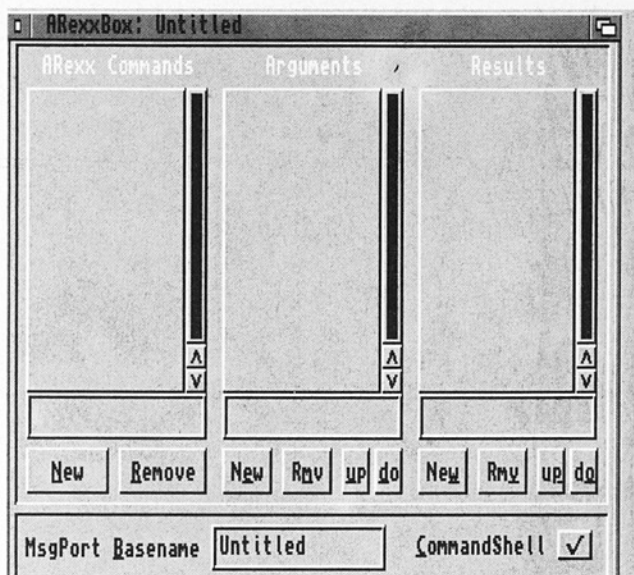 ARexxBox: Untitled
ARexx Commands Arguments Results
New Remove New Rmv up do New Rmv up do
MsgPort Basename Untitled CommandShell